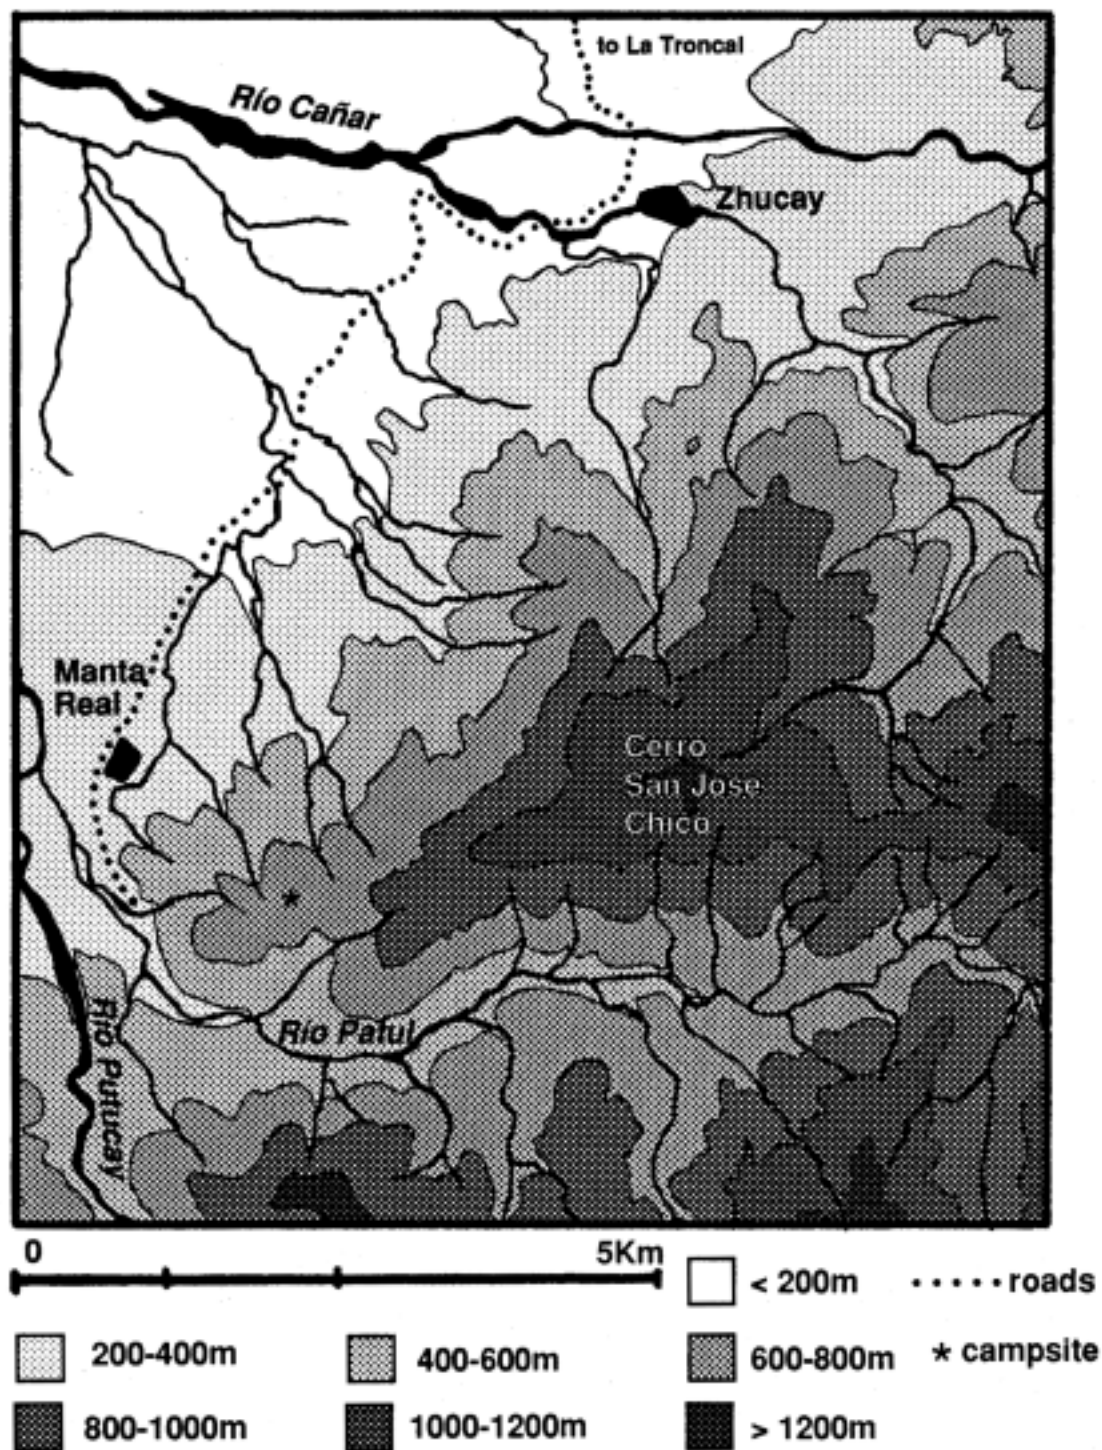 to La Troncal
Río Cañar
Zhucay
Manta
Real
Cerro
San Jose
Chico
Río Patul
Río Putucay
0 5Km
< 200m
roads
200-400m
400-600m
600-800m
* campsite
800-1000m
1000-1200m
> 1200m